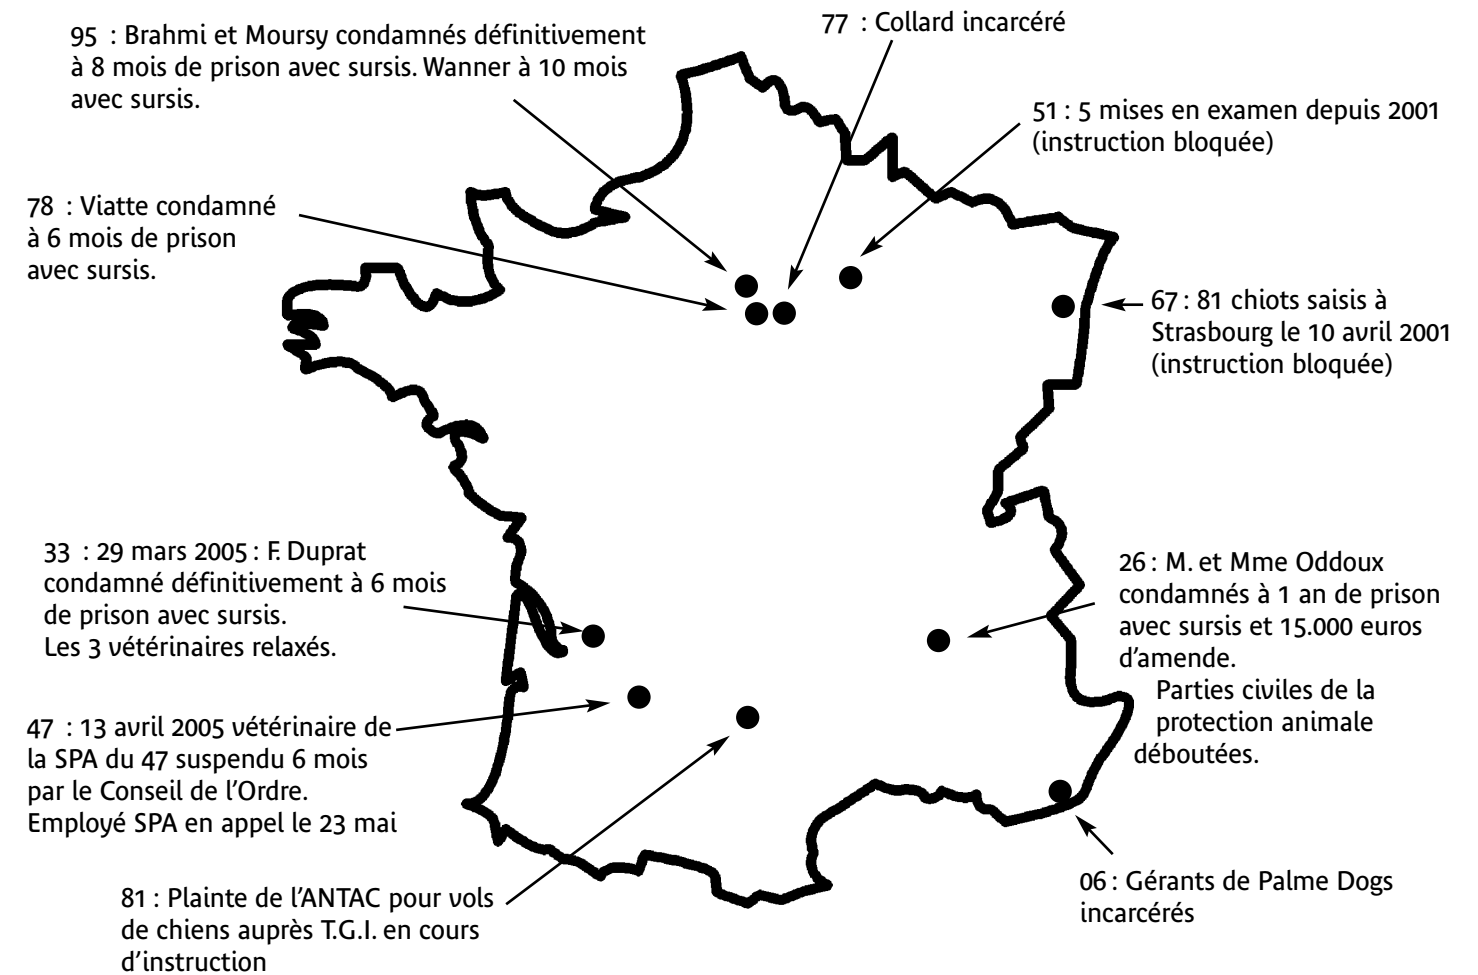 95 : Brahmi et Moursy condamnés définitivement
à 8 mois de prison avec sursis. Wanner à 10 mois
avec sursis.
77 : Collard incarcéré
51 : 5 mises en examen depuis 2001
(instruction bloquée)
78 : Viatte condamné
à 6 mois de prison
avec sursis.
67 : 81 chiots saisis à
Strasbourg le 10 avril 2001
(instruction bloquée)
33 : 29 mars 2005 : F. Duprat
condamné définitivement à 6 mois
de prison avec sursis.
Les 3 vétérinaires relaxés.
26 : M. et Mme Oddoux
condamnés à 1 an de prison
avec sursis et 15.000 euros
d'amende.
Parties civiles de la
protection animale
déboutées.
47 : 13 avril 2005 vétérinaire de
la SPA du 47 suspendu 6 mois
par le Conseil de l'Ordre.
Employé SPA en appel le 23 mai
81 : Plainte de l'ANTAC pour vols
de chiens auprès T.G.I. en cours
d'instruction
06 : Gérants de Palme Dogs
incarcérés